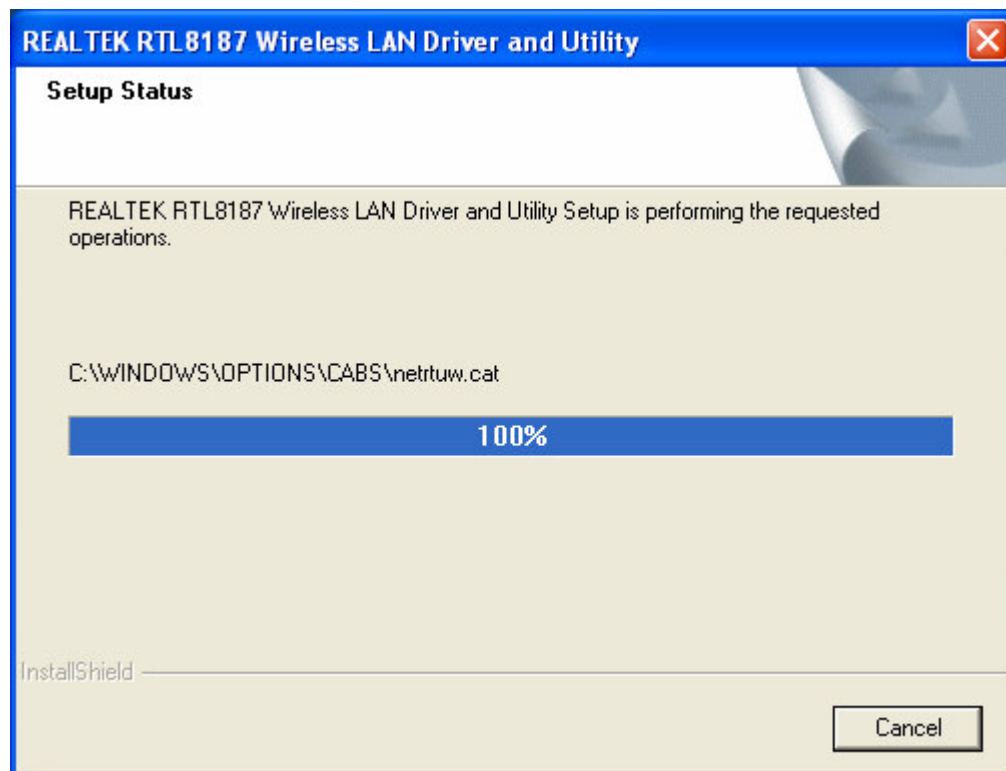 REALTEK RTL8187 Wireless LAN Driver and Utility
Setup Status
REALTEK RTL8187 Wireless LAN Driver and Utility Setup is performing the requested
operations.
C:\WINDOWS\OPTIONS\CABS\netrtuw.cat
100%
InstallShield
Cancel